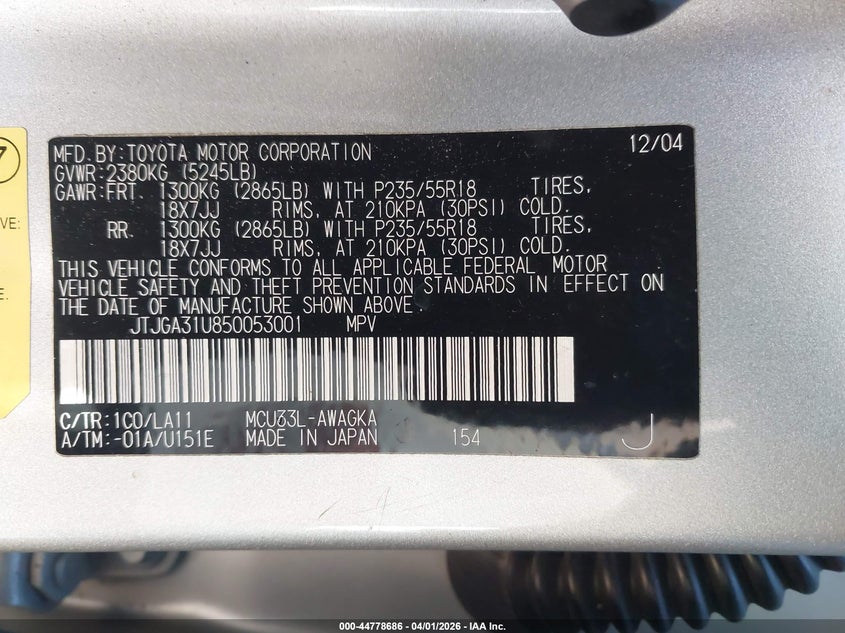 MFD.BY:TOYOTA MOTOR CORPORATION 12/04
GVWR:2380KG (5245LB)
GAWR:FRT. 1300KG (2865LB) WITH P235/55R18 TIRES,
18X7JJ RIMS, AT 210KPA (30PSI) COLD.
RR. 1300KG (2865LB) WITH P235/55R18 TIRES,
18X7JJ RIMS, AT 210KPA (30PSI) COLD.
THIS VEHICLE CONFORMS TO ALL APPLICABLE FEDERAL MOTOR
VEHICLE SAFETY AND THEFT PREVENTION STANDARDS IN EFFECT ON
THE DATE OF MANUFACTURE SHOWN ABOVE.
JTJGA31U850053001 MPV
C/TR:1C0/LA11 MCU33L-AWAGKA
A/TM:-01A/U151E MADE IN JAPAN 154 J
7
VE:
E.
000-44778686 - 04/01/2026 - IAA Inc.